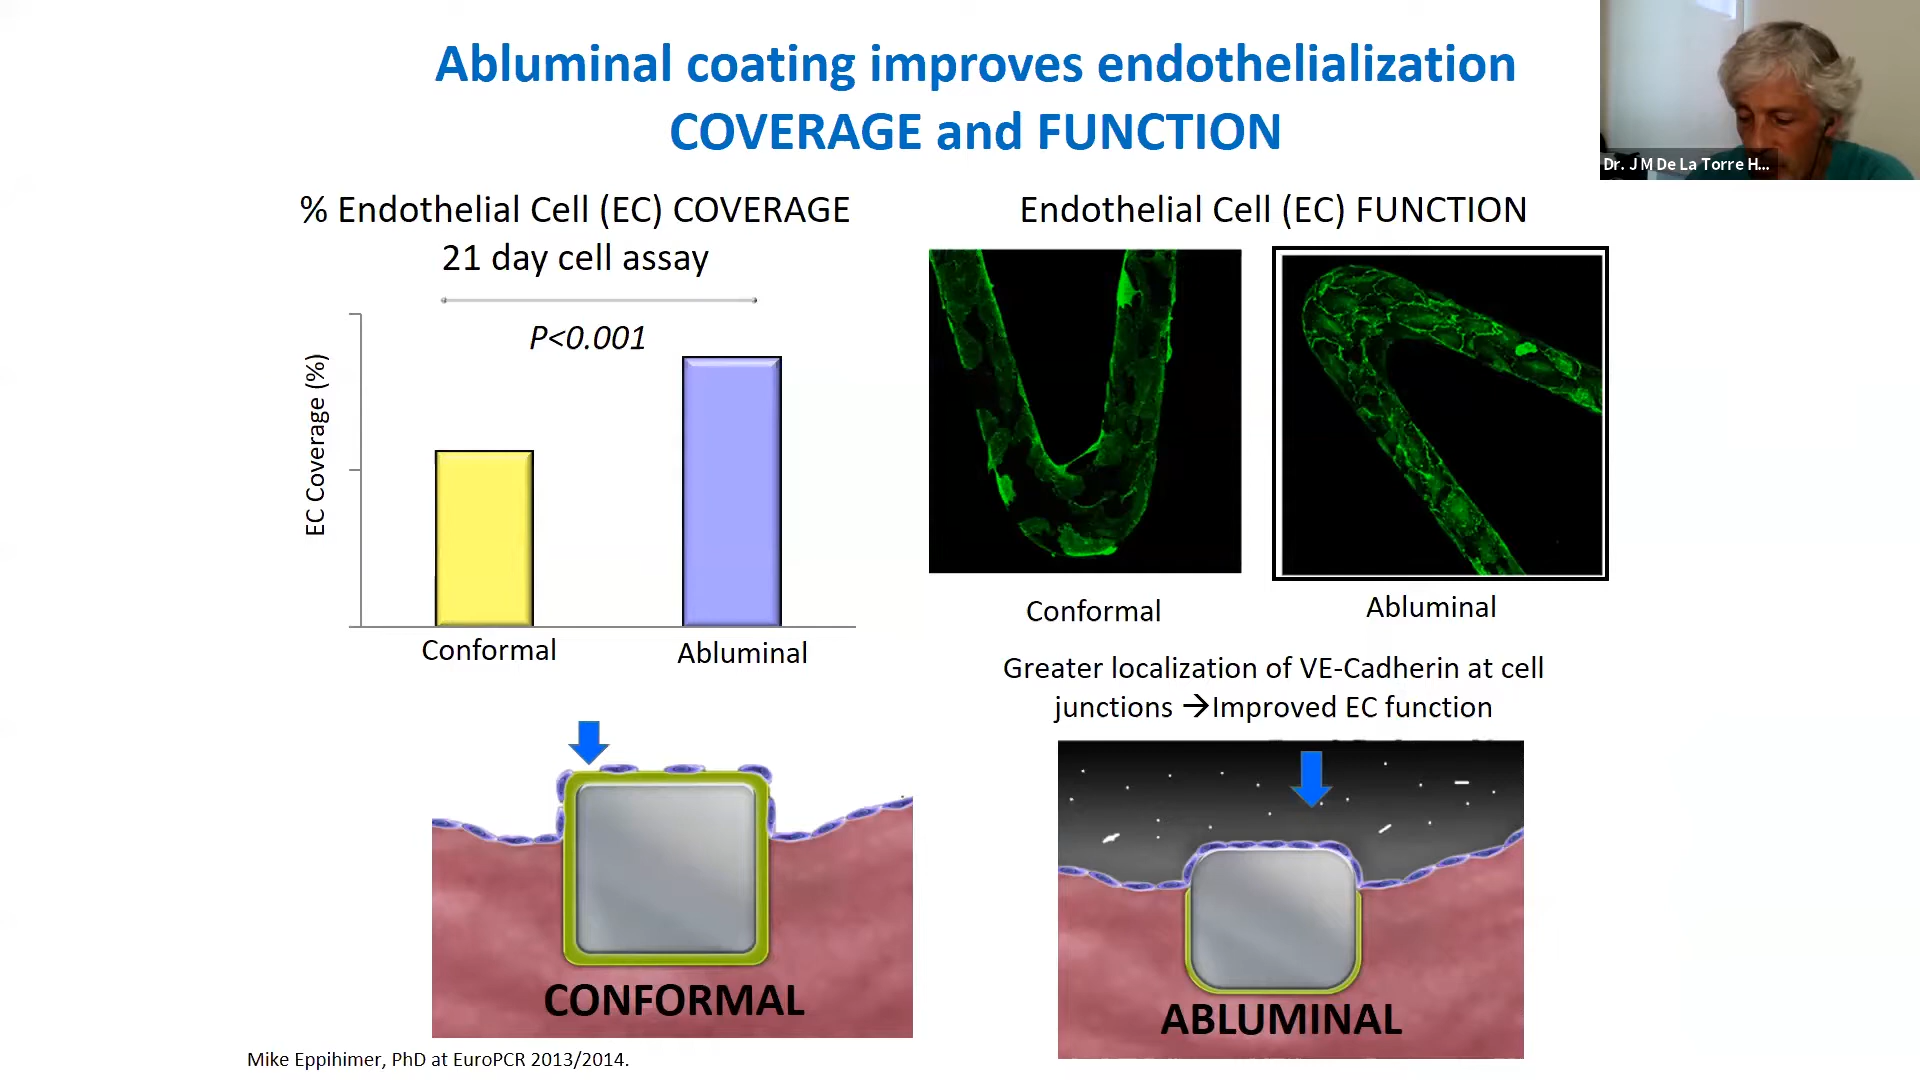 Abluminal coating improves endothelialization
COVERAGE and FUNCTION
Dr. J M De La Torre H...
% Endothelial Cell (EC) COVERAGE
21 day cell assay
P<0.001
EC Coverage (%)
Conformal
Abluminal
Endothelial Cell (EC) FUNCTION
Conformal
Abluminal
Greater localization of VE-Cadherin at cell
junctions →Improved EC function
CONFORMAL
ABLUMINAL
Mike Eppihimer, PhD at EuroPCR 2013/2014.